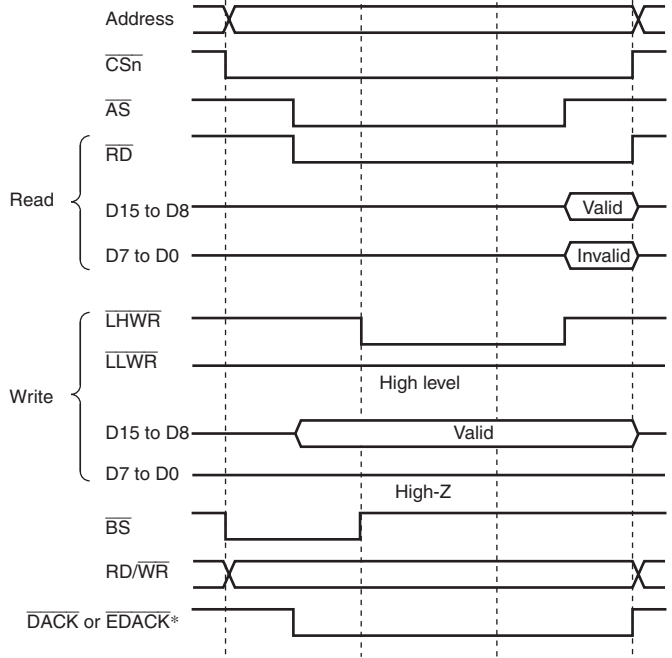 Address
CSn
AS
RD
Read
D15 to D8
Valid
D7 to D0
Invalid
LHWR
LLWR
High level
Write
D15 to D8
Valid
D7 to D0
High-Z
BS
RD/WR
DACK or EDACK*